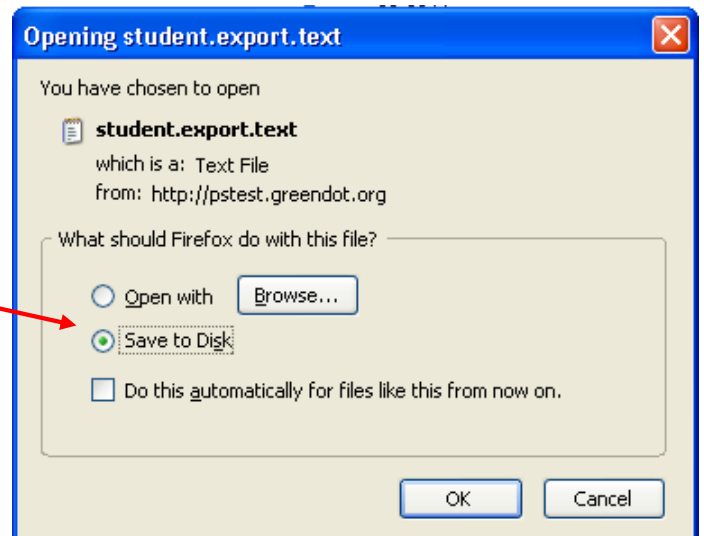 Opening student.export.text
You have chosen to open
student.export.text
which is a: Text File
from: http://pstest.greendot.org
What should Firefox do with this file?
Open with Browse...
Save to Disk
Do this automatically for files like this from now on.
OK Cancel